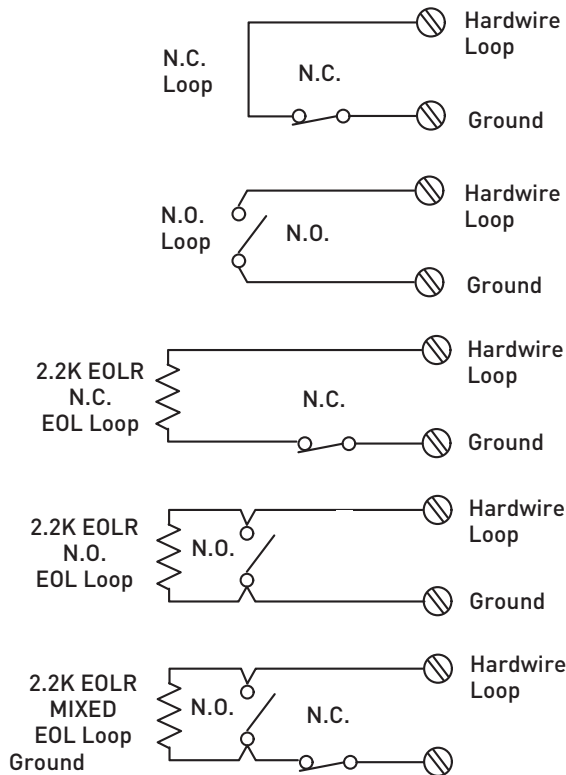 N.C.
Loop
N.C.
Hardwire
Loop
Ground
N.O.
Loop
N.O.
Hardwire
Loop
Ground
2.2K EOLR
N.C.
EOL Loop
N.C.
Hardwire
Loop
Ground
2.2K EOLR
N.O.
EOL Loop
N.O.
Hardwire
Loop
Ground
2.2K EOLR
MIXED
EOL Loop
Ground
N.O.
N.C.
Hardwire
Loop